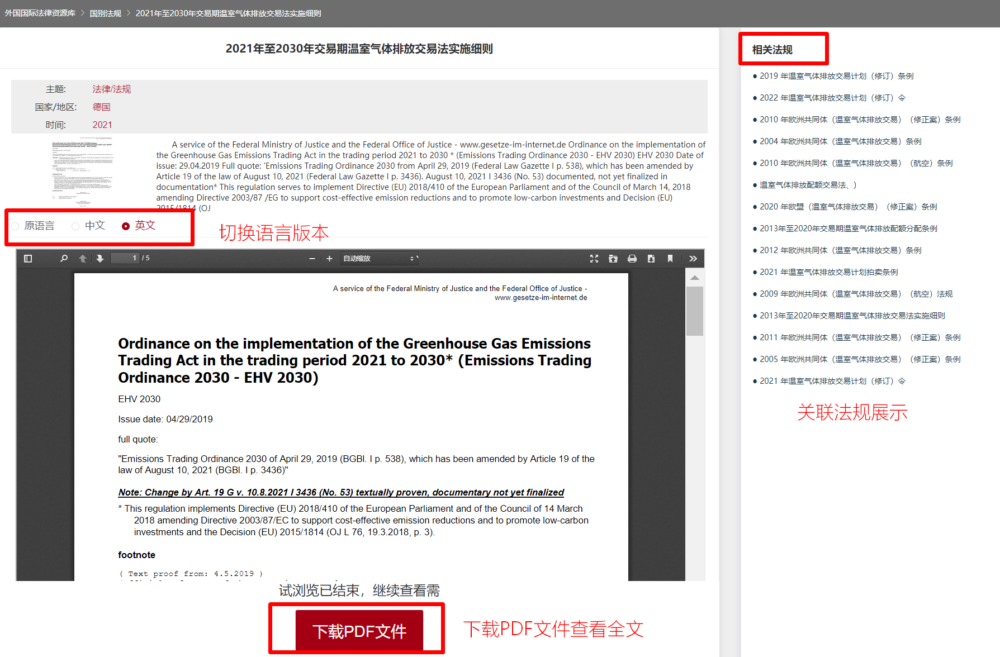 外国国际法律资源库 > 国别法规 > 2021年至2030年交易期温室气体排放交易法实施细则
2021年至2030年交易期温室气体排放交易法实施细则
主题: 法律/法规
国家/地区: 德国
时间: 2021
A service of the Federal Ministry of Justice and the Federal Office of Justice - www.gesetze-im-internet.de Ordinance on the implementation of
the Greenhouse Gas Emissions Trading Act in the trading period 2021 to 2030 * (Emissions Trading Ordinance 2030 - EHV 2030) EHV 2030 Date of
issue: 29.04.2019 Full quote: 'Emissions Trading Ordinance 2030 from April 29, 2019 (Federal Law Gazette I p. 538), which has been amended by
Article 19 of the law of August 10, 2021 (Federal Law Gazette I p. 3436). August 10, 2021 I 3436 (No. 53) documented, not yet finalized in
documentation* This regulation serves to implement Directive (EU) 2018/410 of the European Parliament and of the Council of March 14, 2018
amending Directive 2003/87 /EG to support cost-effective emission reductions and to promote low-carbon investments and Decision (EU)
2015/1814 (OJ
原语言 中文 英文
切换语言版本
1 / 5 自动缩放
A service of the Federal Ministry of Justice and the Federal Office of Justice -
www.gesetze-im-internet.de
Ordinance on the implementation of the Greenhouse Gas Emissions
Trading Act in the trading period 2021 to 2030* (Emissions Trading
Ordinance 2030 - EHV 2030)
EHV 2030
Issue date: 04/29/2019
full quote:
"Emissions Trading Ordinance 2030 of April 29, 2019 (BGBl. I p. 538), which has been amended by Article 19 of the
law of August 10, 2021 (BGBl. I p. 3436)"
Note: Change by Art. 19 G v. 10.8.2021 I 3436 (No. 53) textually proven, documentary not yet finalized
* This regulation implements Directive (EU) 2018/410 of the European Parliament and of the Council of 14 March
2018 amending Directive 2003/87/EC to support cost-effective emission reductions and to promote low-carbon
investments and the Decision (EU) 2015/1814 (OJ L 76, 19.3.2018, p. 3).
footnote
( Text proof from: 4.5.2019 )
试浏览已结束，继续查看需
下载PDF文件
下载PDF文件查看全文
相关法规
● 2019 年温室气体排放交易计划（修订）条例
● 2022 年温室气体排放交易计划（修订）令
● 2010 年欧洲共同体（温室气体排放交易）（修正案）条例
● 2004 年欧洲共同体（温室气体排放交易）条例
● 2010 年欧洲共同体（温室气体排放交易）（航空）条例
● 温室气体排放配额交易法、)
● 2020 年欧盟（温室气体排放交易）（修正案）条例
● 2013年至2020年交易期温室气体排放配额分配条例
● 2012 年欧洲共同体（温室气体排放交易）条例
● 2021 年温室气体排放交易计划拍卖条例
● 2009 年欧洲共同体（温室气体排放交易）（航空）法规
● 2013年至2020年交易期温室气体排放交易法实施细则
● 2011 年欧洲共同体（温室气体排放交易）（修正案）条例
● 2005 年欧洲共同体（温室气体排放交易）（修正案）条例
● 2021 年温室气体排放交易计划（修订）令
关联法规展示